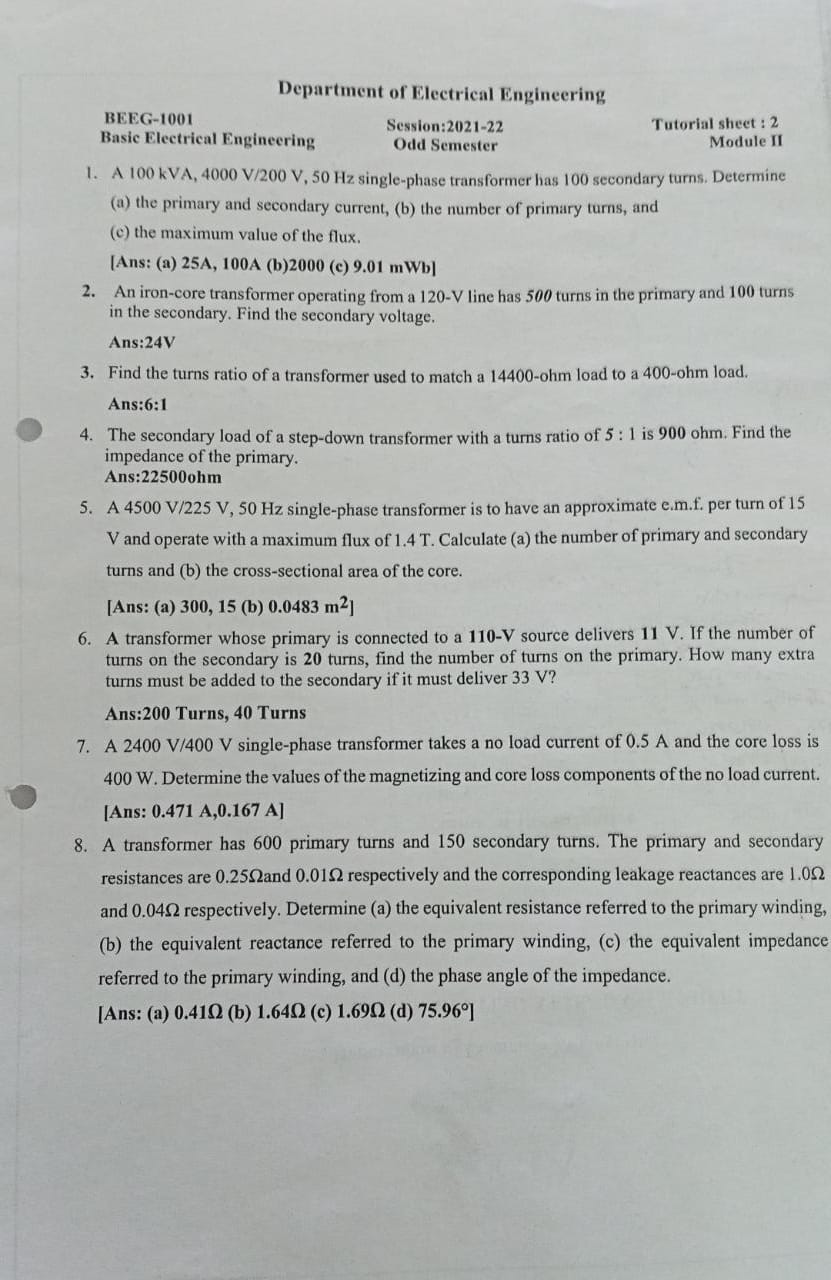 Department of Electrical Engineering
BEEG-1001 Session:2021-22 Tutorial sheet : 2
Basic Electrical Engineering Odd Semester Module II
1. A 100 kVA, 4000 V/200 V, 50 Hz single-phase transformer has 100 secondary turns. Determine
(a) the primary and secondary current, (b) the number of primary turns, and
(c) the maximum value of the flux.
[Ans: (a) 25A, 100A (b)2000 (c) 9.01 mWb]
2. An iron-core transformer operating from a 120-V line has 500 turns in the primary and 100 turns
in the secondary. Find the secondary voltage.
Ans:24V
3. Find the turns ratio of a transformer used to match a 14400-ohm load to a 400-ohm load.
Ans:6:1
4. The secondary load of a step-down transformer with a turns ratio of 5 : 1 is 900 ohm. Find the
impedance of the primary.
Ans:22500ohm
5. A 4500 V/225 V, 50 Hz single-phase transformer is to have an approximate e.m.f. per turn of 15
V and operate with a maximum flux of 1.4 T. Calculate (a) the number of primary and secondary
turns and (b) the cross-sectional area of the core.
[Ans: (a) 300, 15 (b) 0.0483 m2]
6. A transformer whose primary is connected to a 110-V source delivers 11 V. If the number of
turns on the secondary is 20 turns, find the number of turns on the primary. How many extra
turns must be added to the secondary if it must deliver 33 V?
Ans:200 Turns, 40 Turns
7. A 2400 V/400 V single-phase transformer takes a no load current of 0.5 A and the core loss is
400 W. Determine the values of the magnetizing and core loss components of the no load current.
[Ans: 0.471 A,0.167 A]
8. A transformer has 600 primary turns and 150 secondary turns. The primary and secondary
resistances are 0.25Ωand 0.01Ω respectively and the corresponding leakage reactances are 1.0Ω
and 0.04Ω respectively. Determine (a) the equivalent resistance referred to the primary winding,
(b) the equivalent reactance referred to the primary winding, (c) the equivalent impedance
referred to the primary winding, and (d) the phase angle of the impedance.
[Ans: (a) 0.41Ω (b) 1.64Ω (c) 1.69Ω (d) 75.96°]